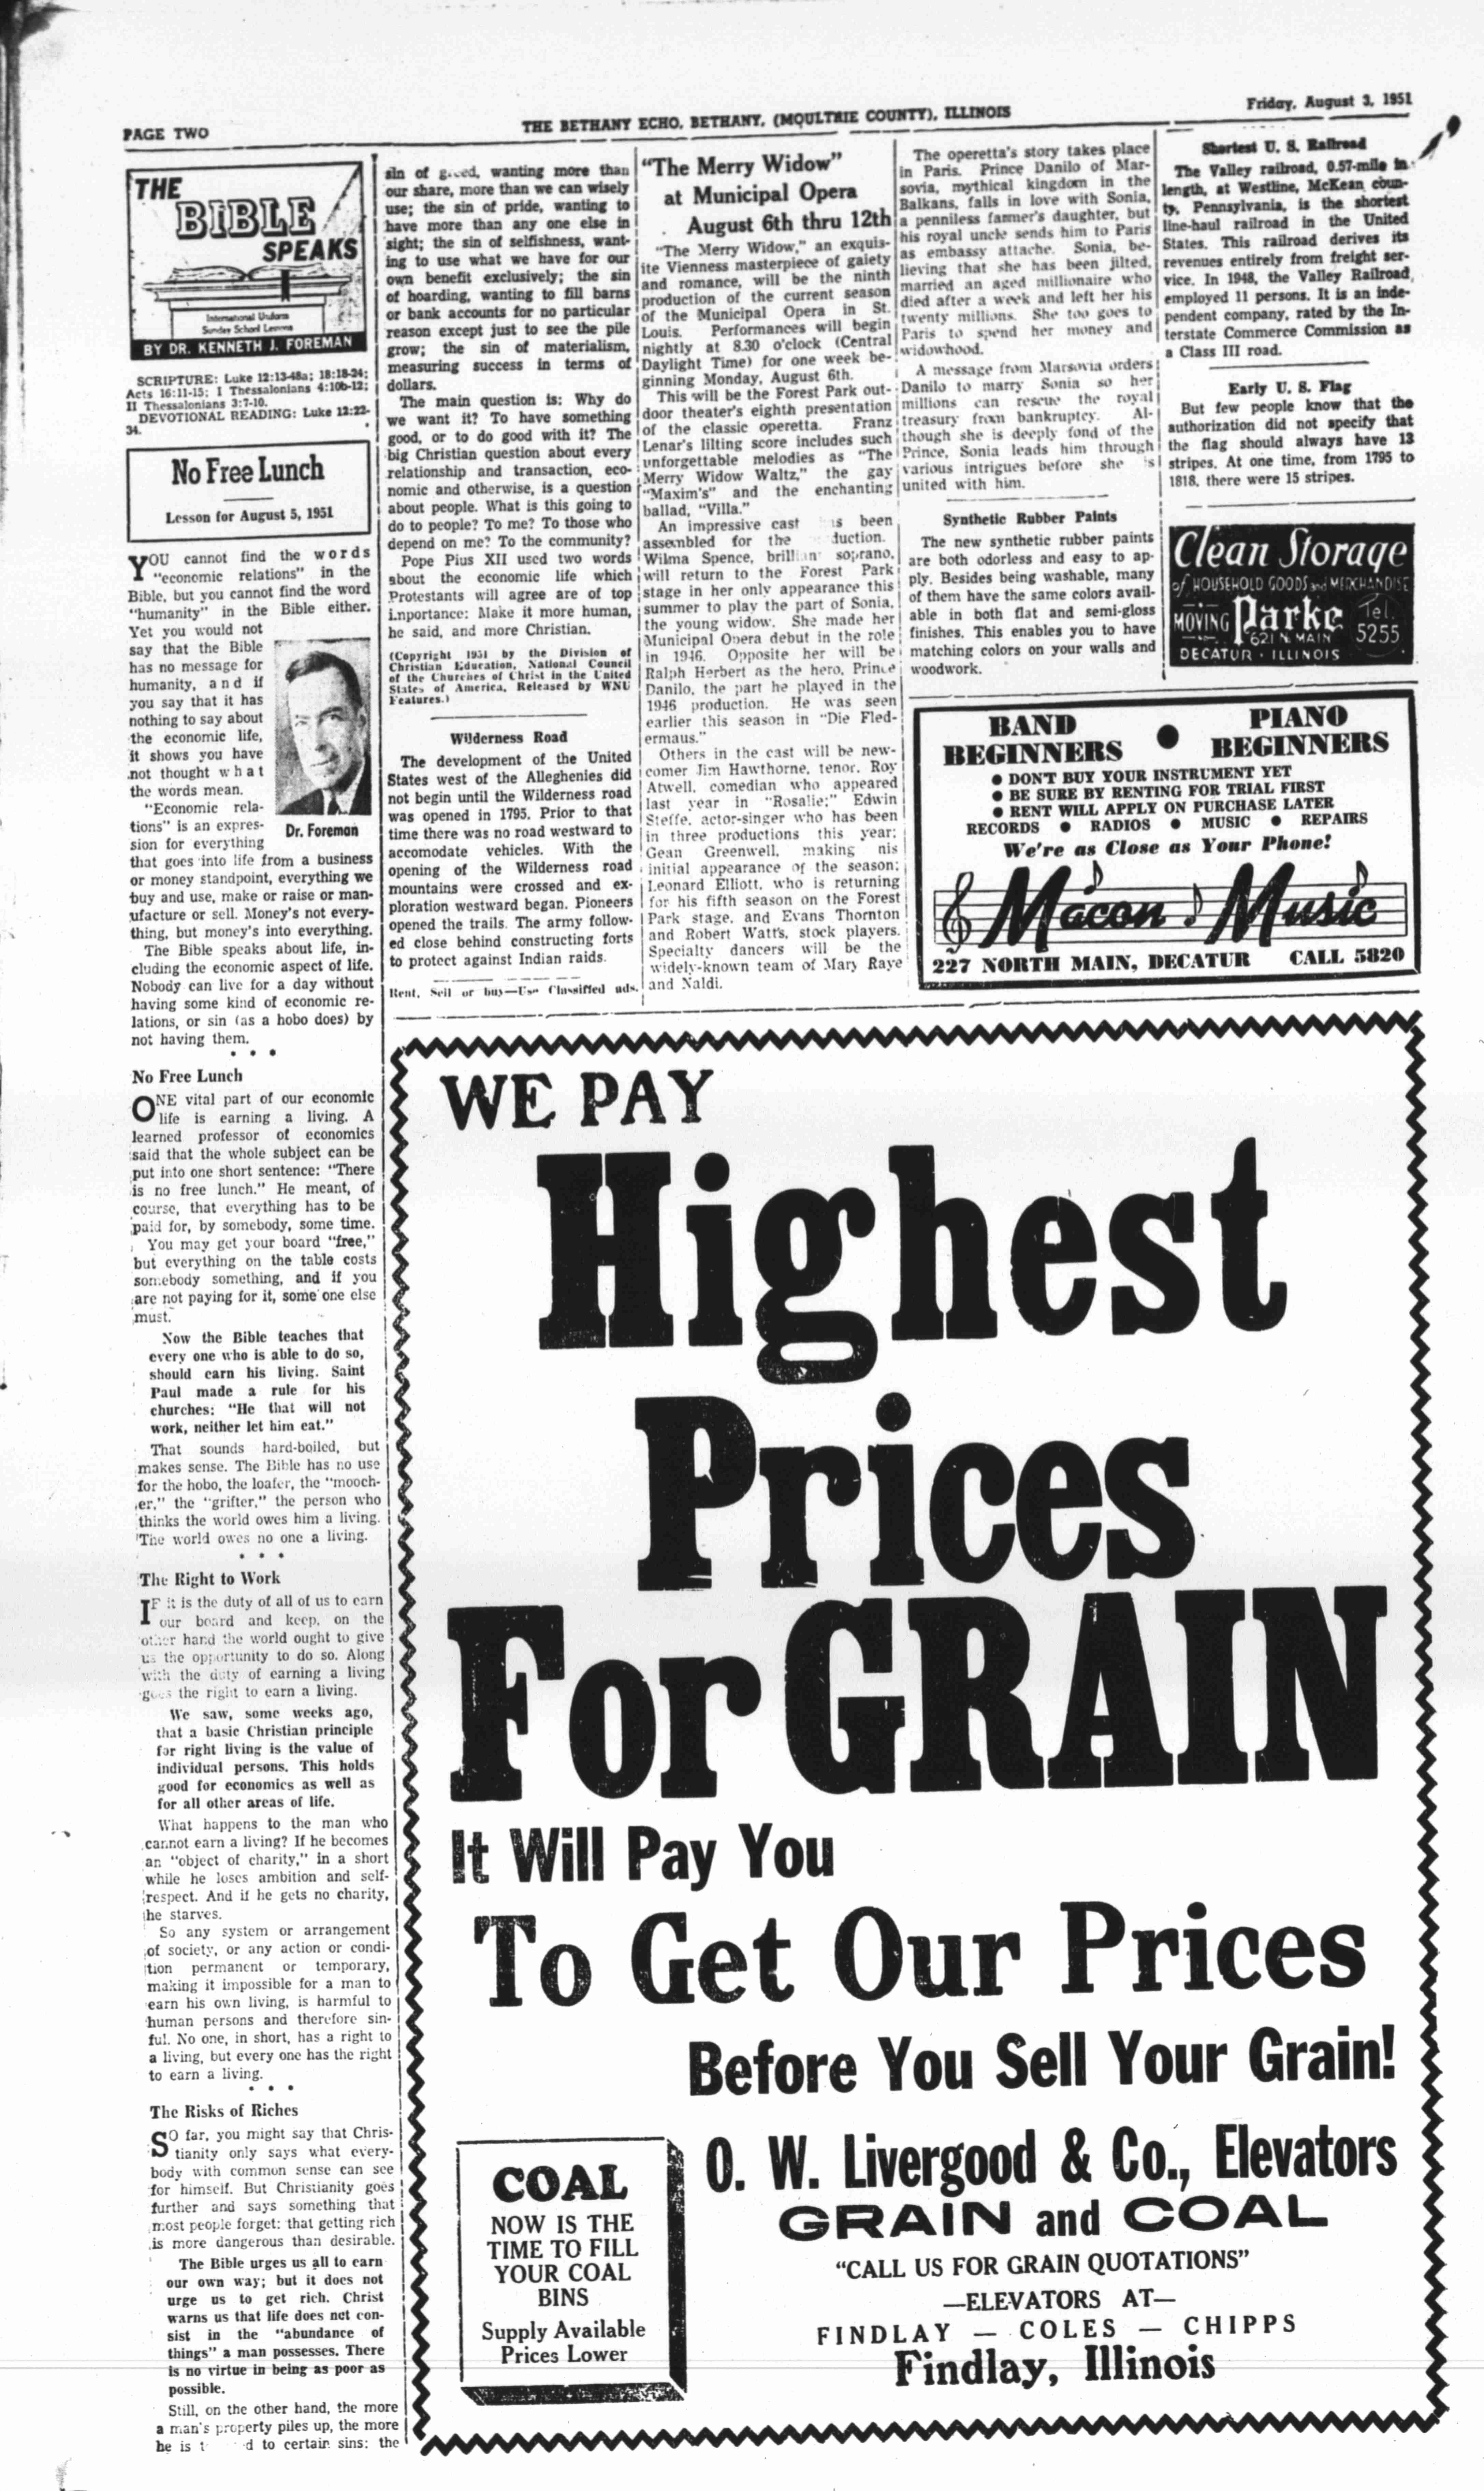 PAGE TWO
THE BETHANY ECHO, BETHANY, (MOULTRIE COUNTY), ILLINOIS
Friday, August 3, 1951
THE
BIBLE
SPEAKS
International Uniform
Sunday School Lessons
BY DR. KENNETH J. FOREMAN
SCRIPTURE: Luke 12:13-48a; 18:18-24;
Acts 16:11-15; I Thessalonians 4:10b-12;
II Thessalonians 3:7-10.
DEVOTIONAL READING: Luke 12:22-
34.
No Free Lunch
Lesson for August 5, 1951
YOU cannot find the words
"economic relations" in the
Bible, but you cannot find the word
"humanity" in the Bible either.
Yet you would not
say that the Bible
has no message for
humanity, and if
you say that it has
nothing to say about
the economic life,
it shows you have
not thought what
the words mean.
"Economic rela-
tions" is an expres-
sion for everything
Dr. Foreman
that goes into life from a business
or money standpoint, everything we
buy and use, make or raise or man-
ufacture or sell. Money's not every-
thing, but money's into everything.
The Bible speaks about life, in-
cluding the economic aspect of life.
Nobody can live for a day without
having some kind of economic re-
lations, or sin (as a hobo does) by
not having them.
• • •
No Free Lunch
ONE vital part of our economic
life is earning a living. A
learned professor of economics
said that the whole subject can be
put into one short sentence: "There
is no free lunch." He meant, of
course, that everything has to be
paid for, by somebody, some time.
You may get your board "free,"
but everything on the table costs
somebody something, and if you
are not paying for it, some one else
must.
Now the Bible teaches that
every one who is able to do so,
should earn his living. Saint
Paul made a rule for his
churches: "He that will not
work, neither let him eat."
That sounds hard-boiled, but
makes sense. The Bible has no use
for the hobo, the loafer, the "mooch-
er," the "grifter," the person who
thinks the world owes him a living.
The world owes no one a living.
• • •
The Right to Work
IF it is the duty of all of us to earn
our board and keep, on the
other hand the world ought to give
us the opportunity to do so. Along
with the duty of earning a living
goes the right to earn a living.
We saw, some weeks ago,
that a basic Christian principle
for right living is the value of
individual persons. This holds
good for economics as well as
for all other areas of life.
What happens to the man who
cannot earn a living? If he becomes
an "object of charity," in a short
while he loses ambition and self-
respect. And if he gets no charity,
he starves.
So any system or arrangement
of society, or any action or condi-
tion permanent or temporary,
making it impossible for a man to
earn his own living, is harmful to
human persons and therefore sin-
ful. No one, in short, has a right to
a living, but every one has the right
to earn a living.
• • •
The Risks of Riches
SO far, you might say that Chris-
tianity only says what every-
body with common sense can see
for himself. But Christianity goes
further and says something that
most people forget: that getting rich
is more dangerous than desirable.
The Bible urges us all to earn
our own way; but it does not
urge us to get rich. Christ
warns us that life does not con-
sist in the "abundance of
things" a man possesses. There
is no virtue in being as poor as
possible.
Still, on the other hand, the more
a man's property piles up, the more
he is to certain sins: the
sin of greed, wanting more than
our share, more than we can wisely
use; the sin of pride, wanting to
have more than any one else in
sight; the sin of selfishness, want-
ing to use what we have for our
own benefit exclusively; the sin
of hoarding, wanting to fill barns
or bank accounts for no particular
reason except just to see the pile
grow; the sin of materialism,
measuring success in terms of
dollars.
The main question is: Why do
we want it? To have something
good, or to do good with it? The
big Christian question about every
relationship and transaction, eco-
nomic and otherwise, is a question
about people. What is this going to
do to people? To me? To those who
depend on me? To the community?
Pope Pius XII used two words
about the economic life which
Protestants will agree are of top
importance: Make it more human,
he said, and more Christian.
(Copyright 1951 by the Division of
Christian Education, National Council
of the Churches of Christ in the United
States of America, Released by WNU
Features.)
Wilderness Road
The development of the United
States west of the Alleghenies did
not begin until the Wilderness road
was opened in 1795. Prior to that
time there was no road westward to
accomodate vehicles. With the
opening of the Wilderness road
mountains were crossed and ex-
ploration westward began. Pioneers
opened the trails. The army follow-
ed close behind constructing forts
to protect against Indian raids.
Rent, Sell or buy—Use Classified ads.
"The Merry Widow"
at Municipal Opera
August 6th thru 12th
"The Merry Widow," an exquis-
ite Vienness masterpiece of gaiety
and romance, will be the ninth
production of the current season
of the Municipal Opera in St.
Louis. Performances will begin
nightly at 8.30 o'clock (Central
Daylight Time) for one week be-
ginning Monday, August 6th.
This will be the Forest Park out-
door theater's eighth presentation
of the classic operetta. Franz
Lenar's lilting score includes such
unforgettable melodies as "The
Merry Widow Waltz," the gay
"Maxim's" and the enchanting
ballad, "Villa."
An impressive cast is been
assembled for the duction.
Wilma Spence, brilliant soprano,
will return to the Forest Park
stage in her only appearance this
summer to play the part of Sonia,
the young widow. She made her
Municipal Opera debut in the role
in 1946. Opposite her will be
Ralph Herbert as the hero, Prince
Danilo, the part he played in the
1946 production. He was seen
earlier this season in "Die Fled-
ermaus."
Others in the cast will be new-
comer Jim Hawthorne, tenor, Roy
Atwell, comedian who appeared
last year in "Rosalie;" Edwin
Steffe, actor-singer who has been
in three productions this year;
Gean Greenwell, making nis
initial appearance of the season;
Leonard Elliott, who is returning
for his fifth season on the Forest
Park stage, and Evans Thornton
and Robert Watts, stock players.
Specialty dancers will be the
widely-known team of Mary Raye
and Naldi.
The operetta's story takes place
in Paris. Prince Danilo of Mar-
sovia, mythical kingdom in the
Balkans, falls in love with Sonia,
a penniless farmer's daughter, but
his royal uncle sends him to Paris
as embassy attache. Sonia, be-
lieving that she has been jilted,
married an aged millionaire who
died after a week and left her his
twenty millions. She too goes to
Paris to spend her money and
widowhood.
A message from Marsovia orders
Danilo to marry Sonia so her
millions can rescue the royal
treasury from bankruptcy. Al-
though she is deeply fond of the
Prince, Sonia leads him through
various intrigues before she is
united with him.
Synthetic Rubber Paints
The new synthetic rubber paints
are both odorless and easy to ap-
ply. Besides being washable, many
of them have the same colors avail-
able in both flat and semi-gloss
finishes. This enables you to have
matching colors on your walls and
woodwork.
Shortest U. S. Railroad
The Valley railroad, 0.57-mile in
length, at Westline, McKean coun-
ty, Pennsylvania, is the shortest
line-haul railroad in the United
States. This railroad derives its
revenues entirely from freight ser-
vice. In 1948, the Valley Railroad
employed 11 persons. It is an inde-
pendent company, rated by the In-
terstate Commerce Commission as
a Class III road.
Early U. S. Flag
But few people know that the
authorization did not specify that
the flag should always have 13
stripes. At one time, from 1795 to
1818, there were 15 stripes.
Clean Storage
of HOUSEHOLD GOODS and MERCHANDISE
MOVING Parke Tel.
621 N. MAIN 5255
DECATUR • ILLINOIS
BAND BEGINNERS • PIANO BEGINNERS
• DON'T BUY YOUR INSTRUMENT YET
• BE SURE BY RENTING FOR TRIAL FIRST
• RENT WILL APPLY ON PURCHASE LATER
RECORDS • RADIOS • MUSIC • REPAIRS
We're as Close as Your Phone!
Macon Music
227 NORTH MAIN, DECATUR CALL 5820
WE PAY
Highest
Prices
For GRAIN
It Will Pay You
To Get Our Prices
Before You Sell Your Grain!
COAL
NOW IS THE
TIME TO FILL
YOUR COAL
BINS
Supply Available
Prices Lower
O. W. Livergood & Co., Elevators
GRAIN and COAL
"CALL US FOR GRAIN QUOTATIONS"
—ELEVATORS AT—
FINDLAY — COLES — CHIPPS
Findlay, Illinois